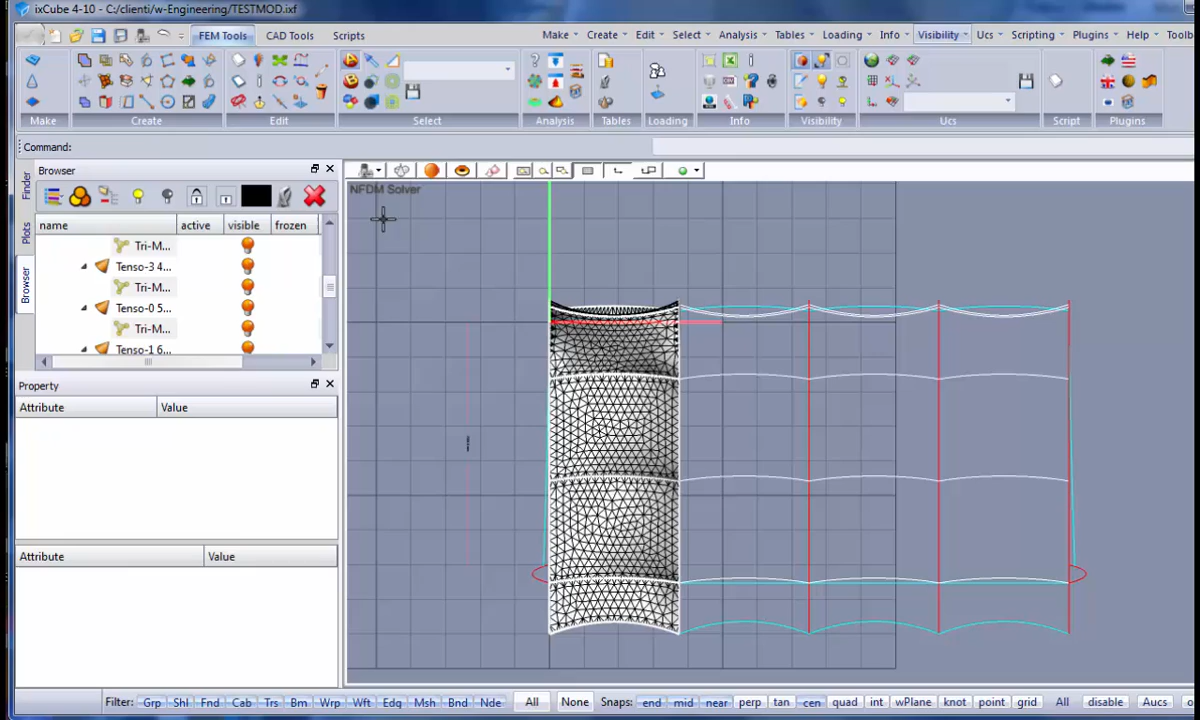 ixCube 4-10 - C:/clienti/w-Engineering/TESTMOD.ixf
FEM Tools CAD Tools Scripts Make Create Edit Select Analysis Tables Loading Info Visibility Ucs Scripting Plugins Help Toolb
Make Create Edit Select Analysis Tables Loading Info Visibility Ucs Script Plugins
Command:
Browser
NFDM Solver
name active visible frozen
Tri-M...
Tenso-3 4...
Tri-M...
Tenso-0 5...
Tri-M...
Tenso-1 6...
Finder
Plots
Browser
Property
Attribute Value
Attribute Value
Filter: Grp Shl Fnd Cab Trs Bm Wrp Wft Edq Msh Bnd Nde All None Snaps: end mid near perp tan cen quad int wPlane knot point grid All disable Aucs